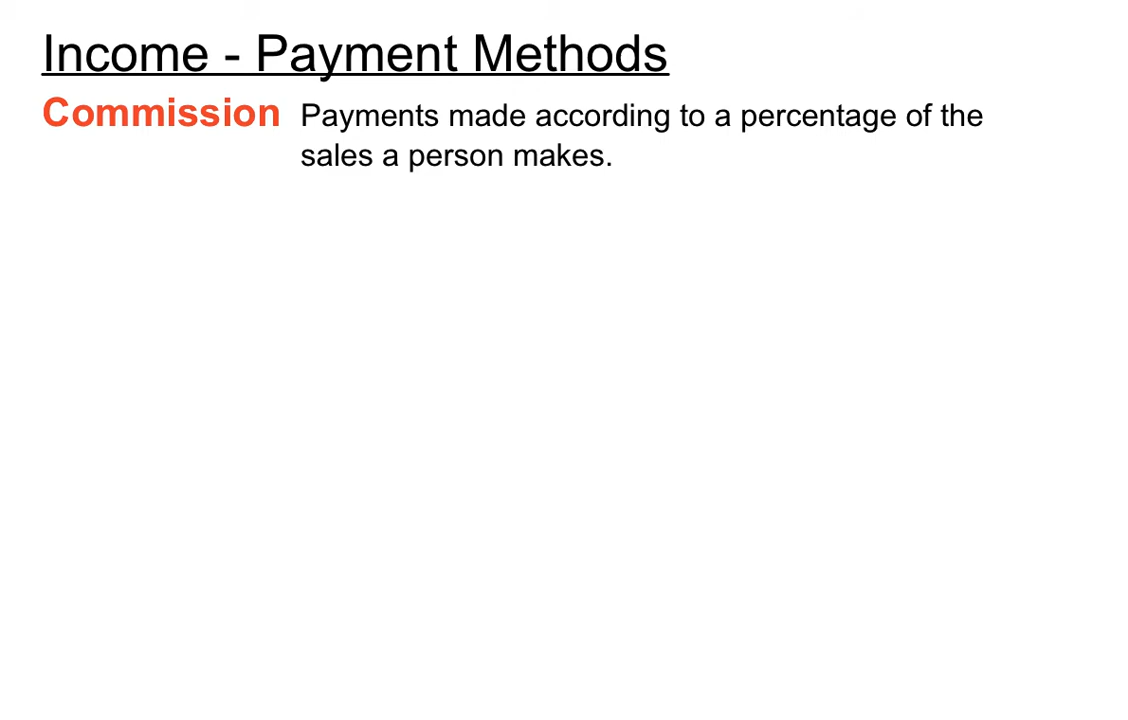 Income - Payment Methods
Commission Payments made according to a percentage of the
sales a person makes.